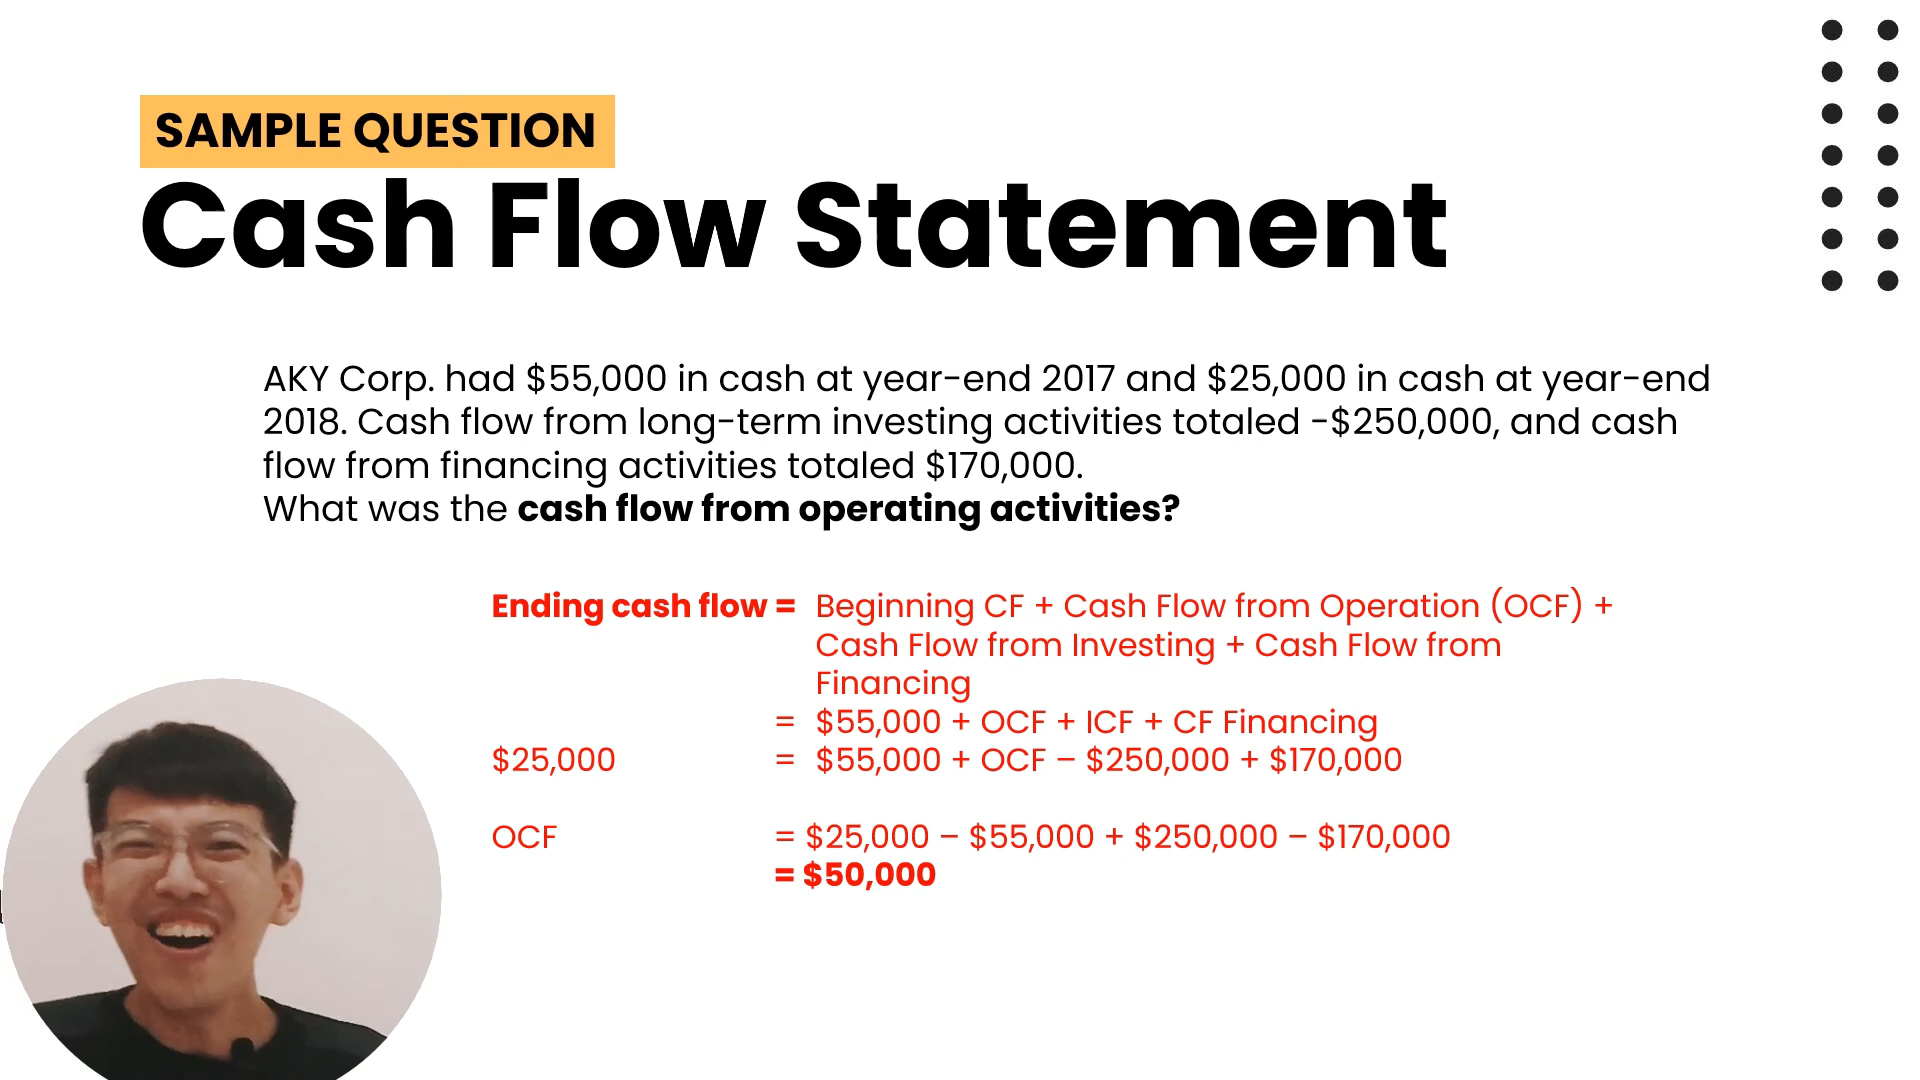 SAMPLE QUESTION
Cash Flow Statement
AKY Corp. had $55,000 in cash at year-end 2017 and $25,000 in cash at year-end
2018. Cash flow from long-term investing activities totaled -$250,000, and cash
flow from financing activities totaled $170,000.
What was the cash flow from operating activities?
Ending cash flow = Beginning CF + Cash Flow from Operation (OCF) +
Cash Flow from Investing + Cash Flow from
Financing
= $55,000 + OCF + ICF + CF Financing
$25,000 = $55,000 + OCF – $250,000 + $170,000
OCF = $25,000 – $55,000 + $250,000 – $170,000
= $50,000